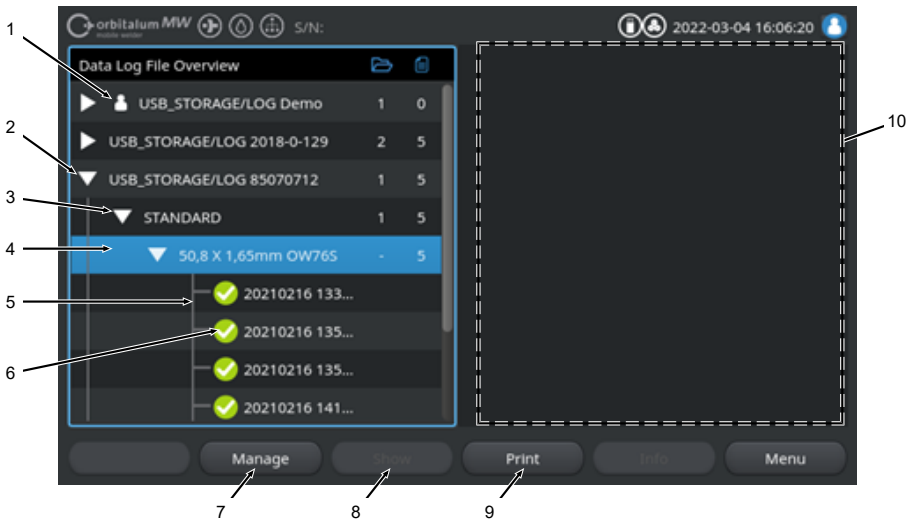 orbitalum MW S/N: 2022-03-04 16:06:20
mobile welder
Data Log File Overview
USB_STORAGE/LOG Demo 1 0
USB_STORAGE/LOG 2018-0-129 2 5
USB_STORAGE/LOG 85070712 1 5
STANDARD 1 5
50,8 X 1,65mm OW76S - 5
20210216 133...
20210216 135...
20210216 135...
20210216 141...
Manage Show Print Info Menu
1
2
3
4
5
6
7 8 9
10